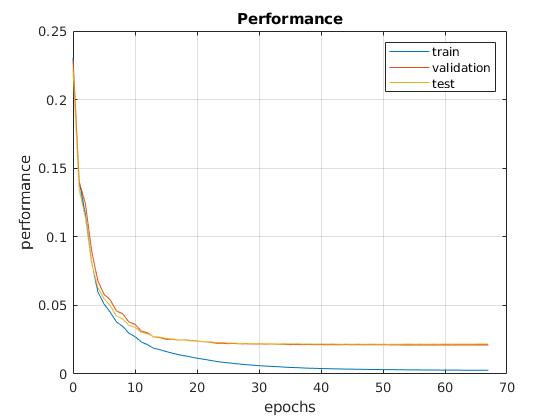 Performance
0.25
train
validation
test
0.2
0.15
0.1
0.05
0
performance
0 10 20 30 40 50 60 70
epochs